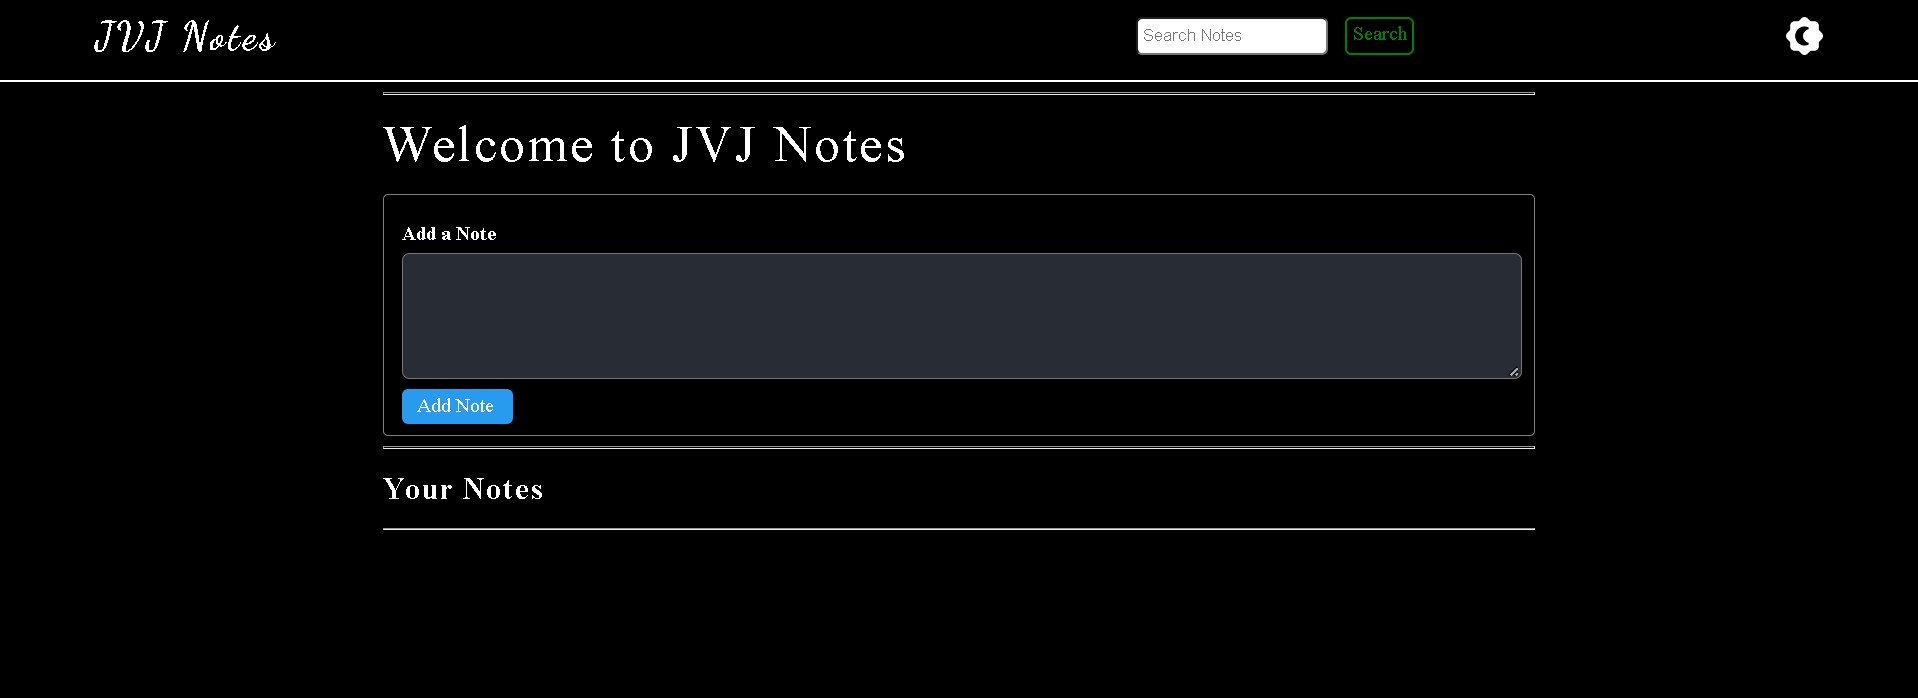 JVJ Notes
Search Notes
Search
Welcome to JVJ Notes
Add a Note
Add Note
Your Notes